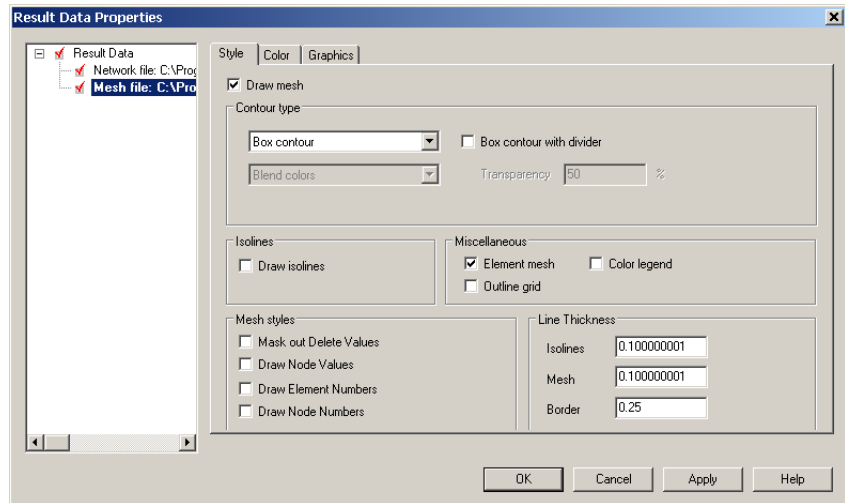 Result Data Properties
Result Data
Network file: C:\Prog
Mesh file: C:\Pro
Style
Color
Graphics
Draw mesh
Contour type
Box contour
Box contour with divider
Blend colors
Transparency
50
%
Isolines
Draw isolines
Miscellaneous
Element mesh
Color legend
Outline grid
Mesh styles
Mask out Delete Values
Draw Node Values
Draw Element Numbers
Draw Node Numbers
Line Thickness
Isolines
0.100000001
Mesh
0.100000001
Border
0.25
OK
Cancel
Apply
Help